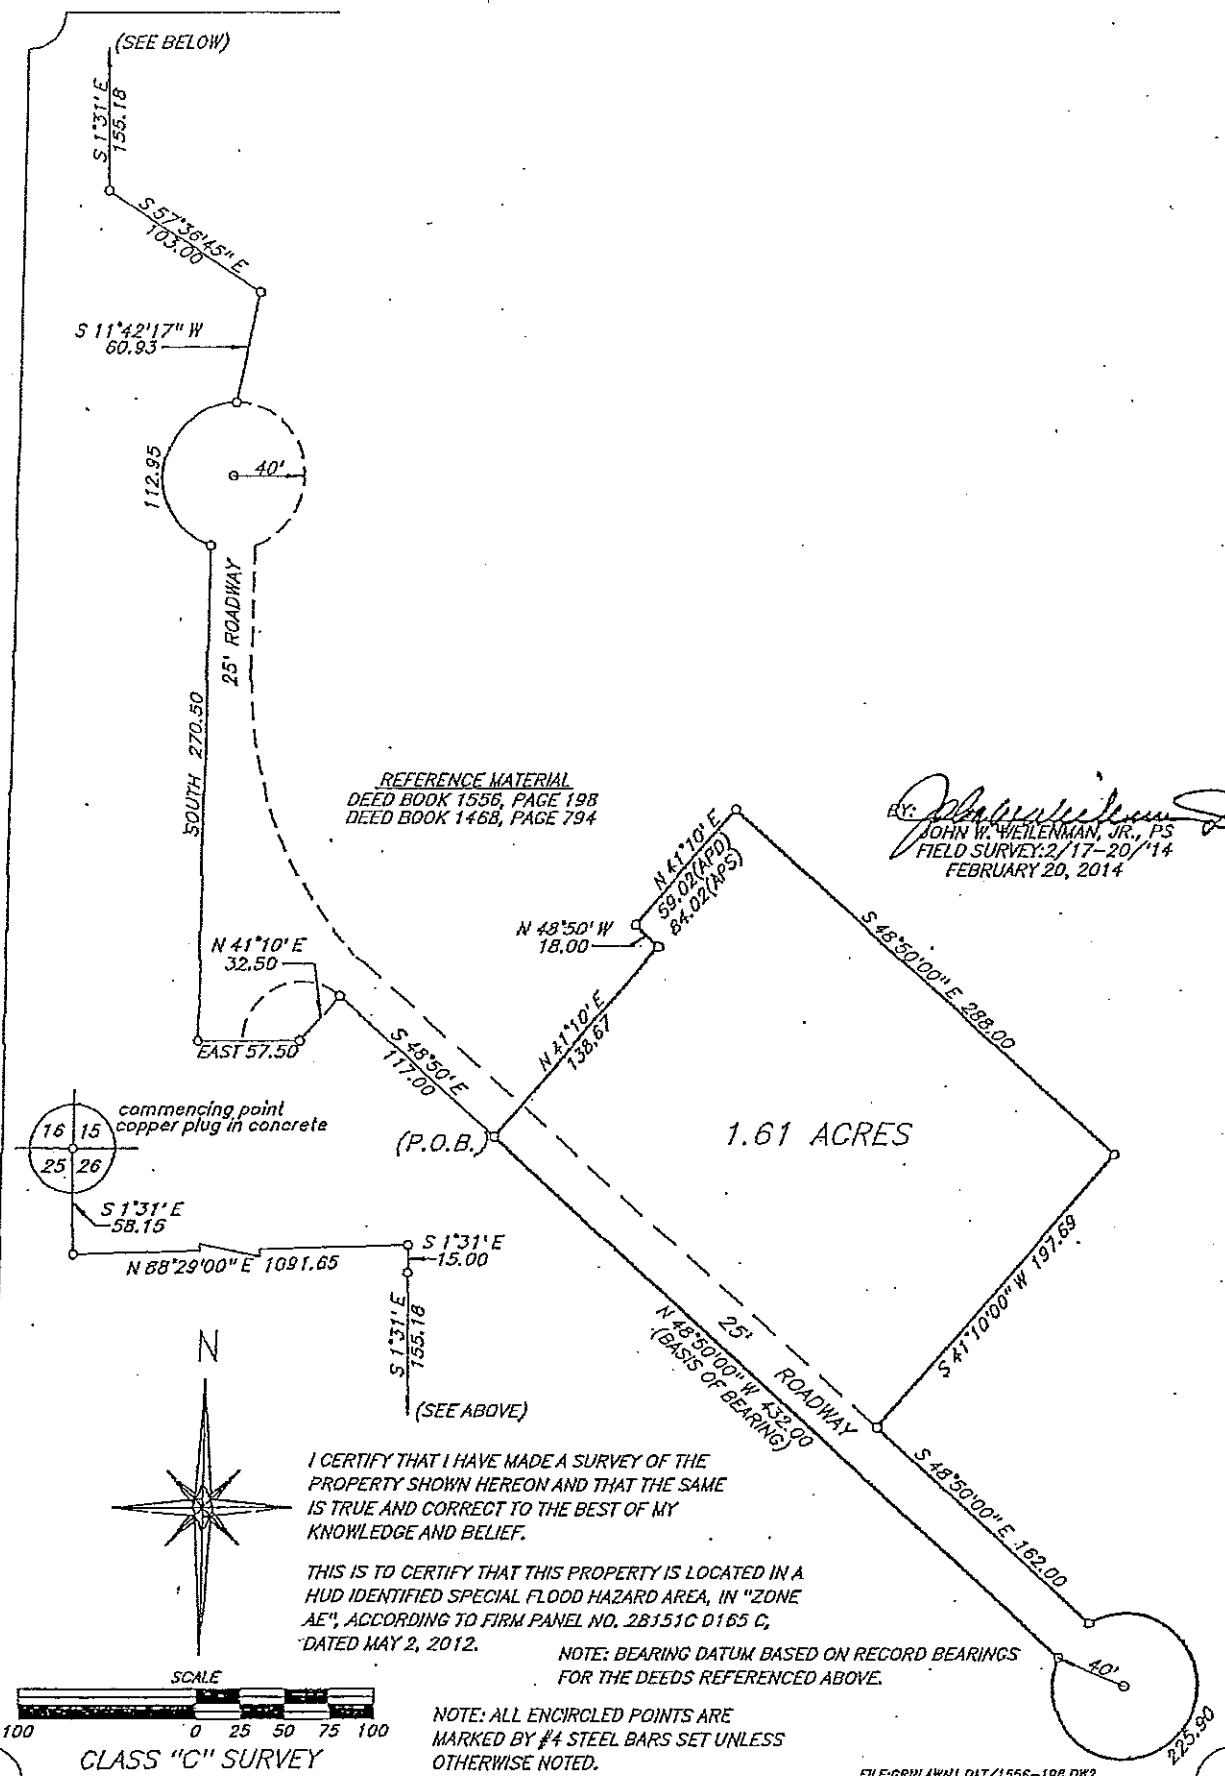 (SEE BELOW)
S 1°31' E
155.18
S 57°36'45" E
103.00
S 11°42'17" W
60.93
112.95
40'
25' ROADWAY
SOUTH 270.50
REFERENCE MATERIAL
DEED BOOK 1556, PAGE 198
DEED BOOK 1468, PAGE 794
BY:
JOHN W. WEILENMAN, JR., PS
FIELD SURVEY:2/17-20/'14
FEBRUARY 20, 2014
N 41°10' E
59.02(APD)
84.02(APS)
N 48°50' W
18.00
S 48°50'00" E 288.00
N 41°10' E
32.50
EAST 57.50
S 48°50' E
117.00
N 41°10' E
138.67
(P.O.B.)
1.61 ACRES
commencing point
copper plug in concrete
16 15
25 26
S 1°31' E
58.15
N 88°29'00" E 1091.65
S 1°31' E
15.00
S 1°31' E
155.18
(SEE ABOVE)
S 41°10'00" W 197.69
25' ROADWAY
N 48°50'00" W 432.00
(BASIS OF BEARING)
S 48°50'00" E 162.00
40'
225.90
N
I CERTIFY THAT I HAVE MADE A SURVEY OF THE
PROPERTY SHOWN HEREON AND THAT THE SAME
IS TRUE AND CORRECT TO THE BEST OF MY
KNOWLEDGE AND BELIEF.
THIS IS TO CERTIFY THAT THIS PROPERTY IS LOCATED IN A
HUD IDENTIFIED SPECIAL FLOOD HAZARD AREA, IN "ZONE
AE", ACCORDING TO FIRM PANEL NO. 28151C 0165 C,
DATED MAY 2, 2012.
NOTE: BEARING DATUM BASED ON RECORD BEARINGS
FOR THE DEEDS REFERENCED ABOVE.
SCALE
100 0 25 50 75 100
CLASS "C" SURVEY
NOTE: ALL ENCIRCLED POINTS ARE
MARKED BY #4 STEEL BARS SET UNLESS
OTHERWISE NOTED.